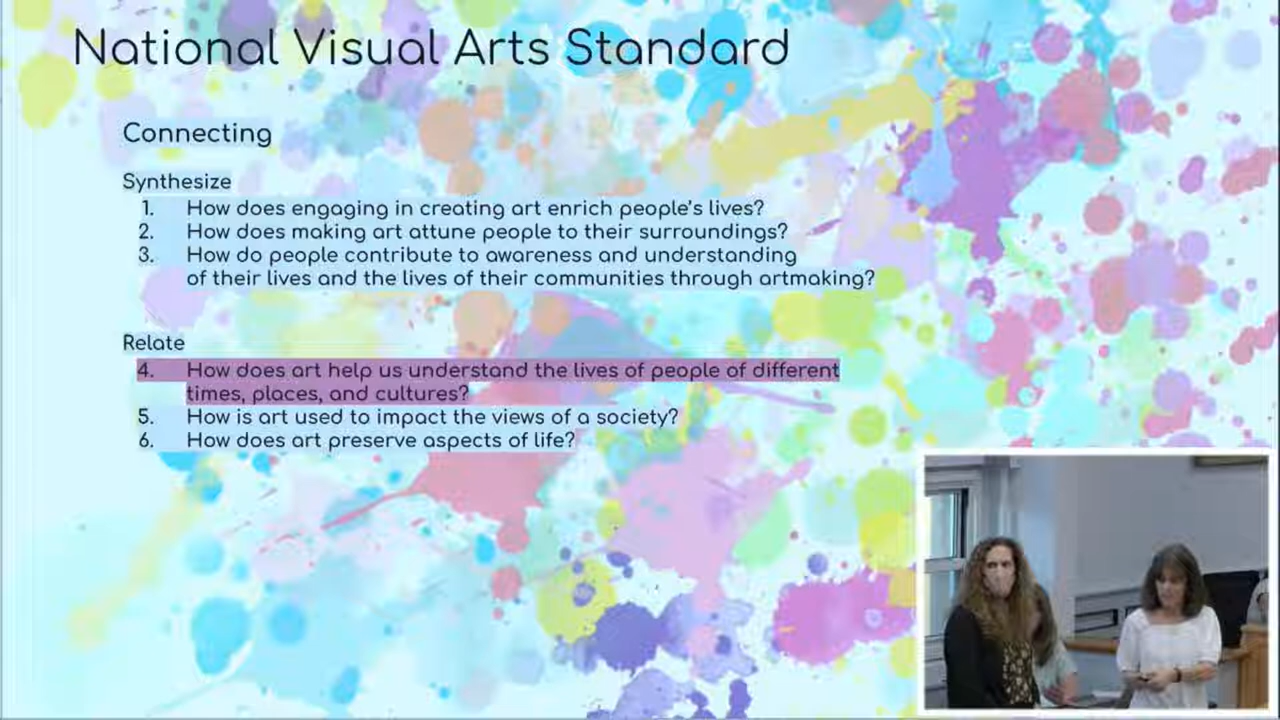 National Visual Arts Standard
Connecting
Synthesize
1. How does engaging in creating art enrich people's lives?
2. How does making art attune people to their surroundings?
3. How do people contribute to awareness and understanding
of their lives and the lives of their communities through artmaking?
Relate
4. How does art help us understand the lives of people of different
times, places, and cultures?
5. How is art used to impact the views of a society?
6. How does art preserve aspects of life?